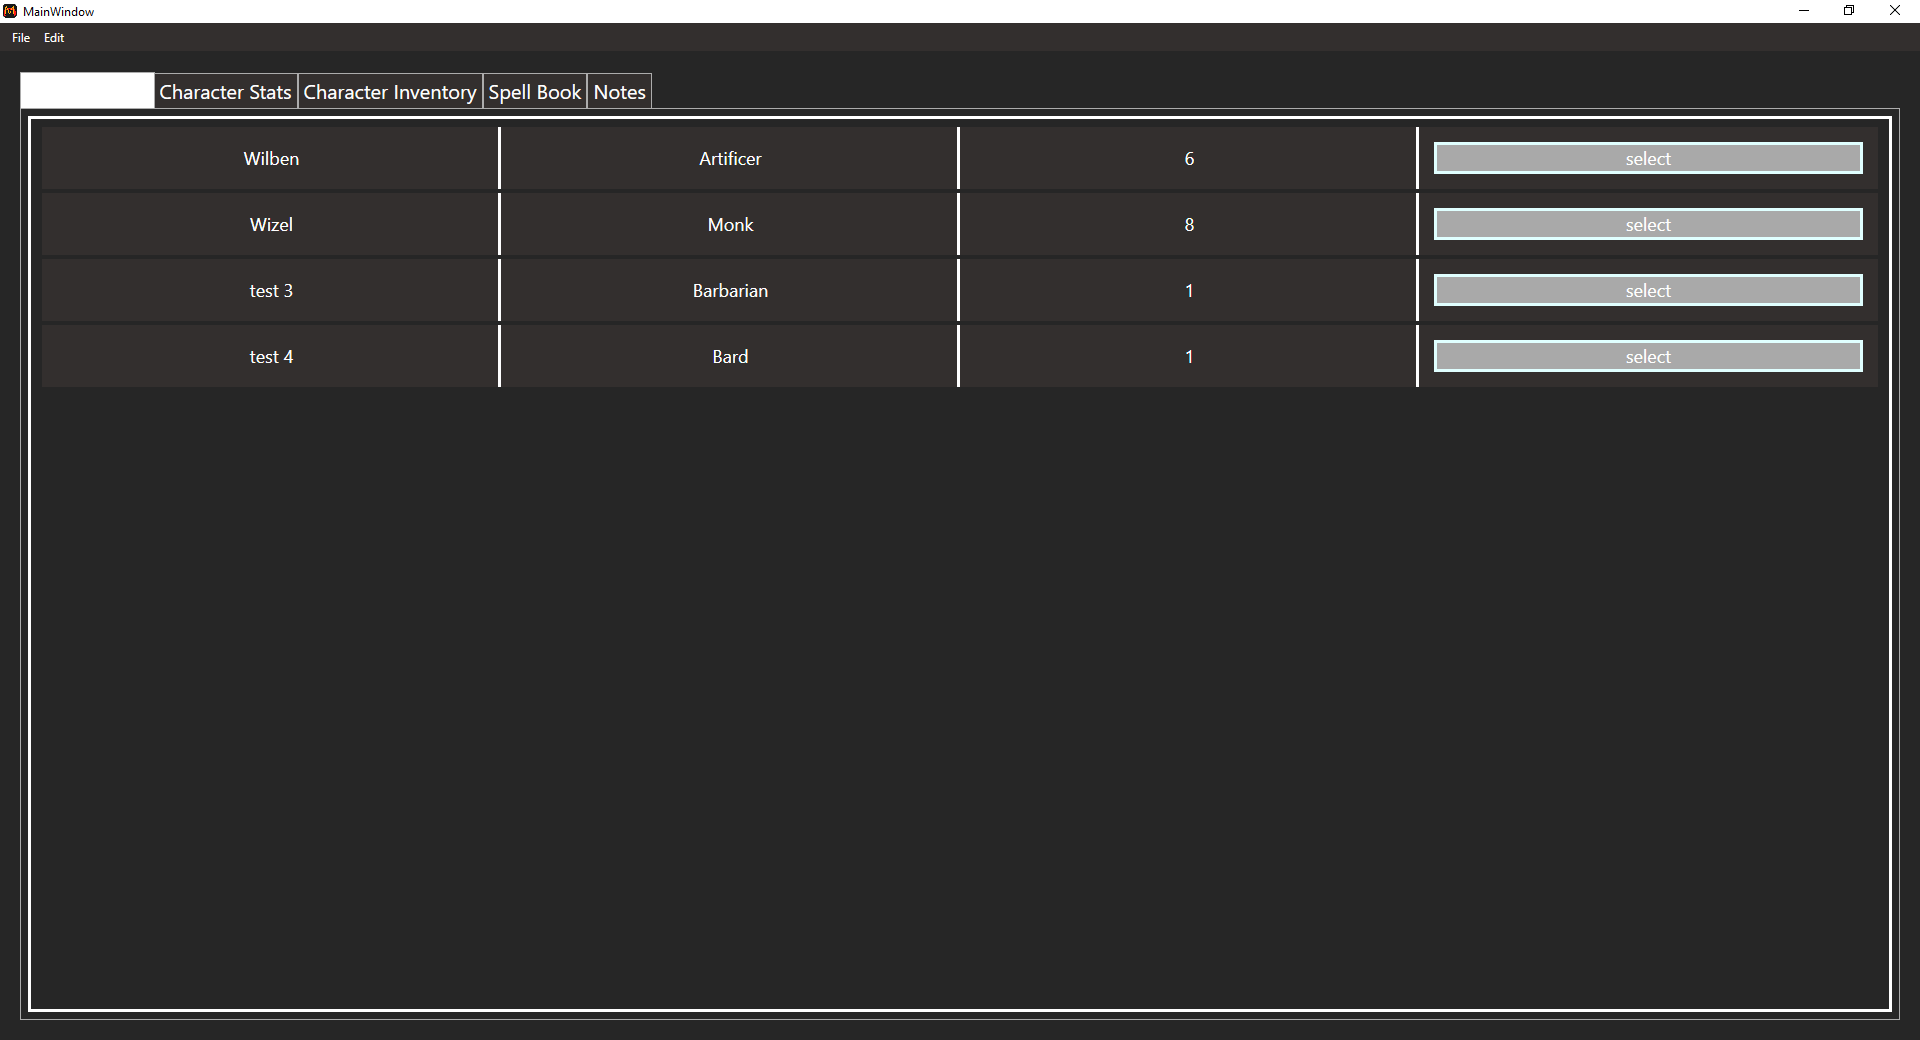 MainWindow
File Edit
Character Stats Character Inventory Spell Book Notes
Wilben Artificer 6 select
Wizel Monk 8 select
test 3 Barbarian 1 select
test 4 Bard 1 select